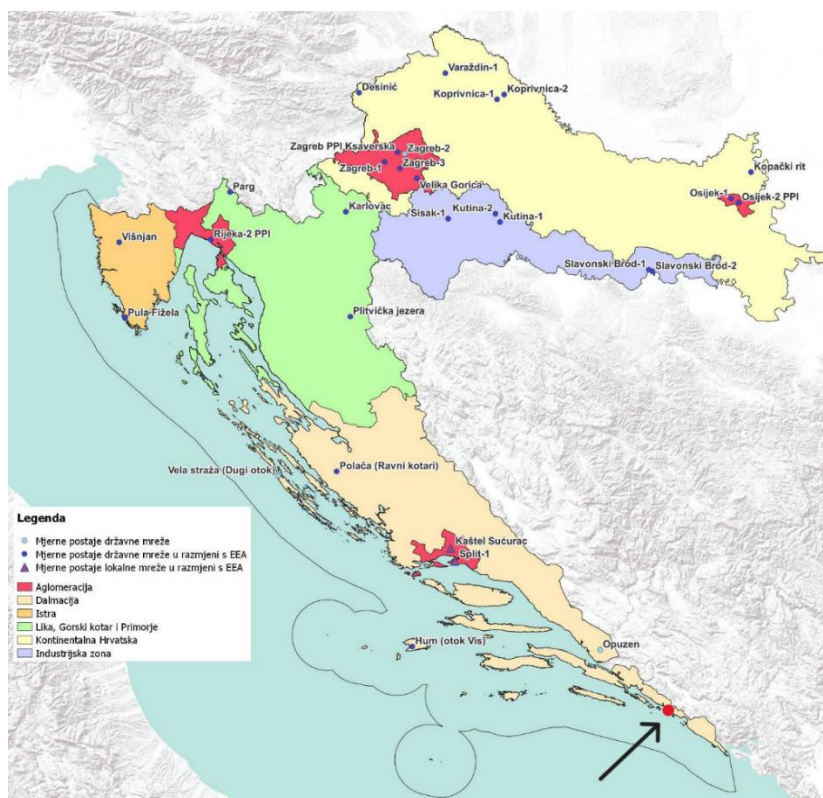 Varaždin-1
Desinić
Koprivnica-2
Koprivnica-1
Zagreb PPI Ksaverska
Zagreb-2
Zagreb-1
Zagreb-3
Velika Gorica
Kopački rit
Osijek-1
Osijek-2 PPI
Parg
Karlovac
Kutina-2
Sisak-1
Kutina-1
Višnjan
Rijeka-2 PPI
Slavonski Brod-1
Slavonski Brod-2
Pula Fižela
Plitvička jezera
Vela straža (Dugi otok)
Polača (Ravni kotari)
Legenda
Mjerne postaje državne mreže
Mjerne postaje državne mreže u razmjeni s EEA
Mjerne postaje lokalne mreže u razmjeni s EEA
Aglomeracija
Dalmacija
Istra
Lika, Gorski kotar i Primorje
Kontinentalna Hrvatska
Industrijska zona
Kaštel Sućurac
Split-1
Hum (otok Vis)
Opuzen